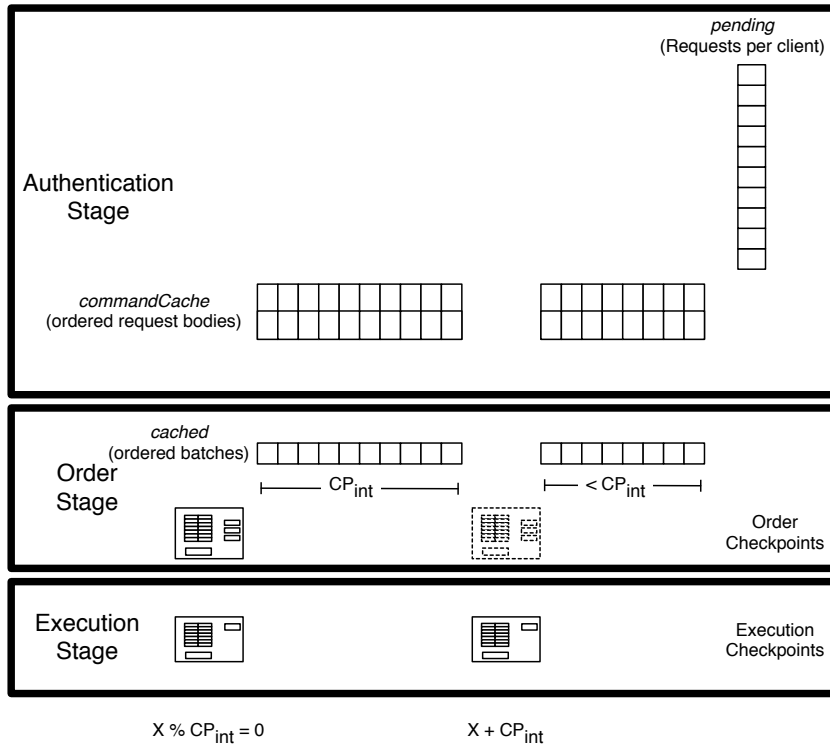 pending
(Requests per client)
Authentication
Stage
commandCache
(ordered request bodies)
cached
(ordered batches)
Order
Stage
CPint
< CPint
Order
Checkpoints
Execution
Stage
Execution
Checkpoints
X % CPint = 0
X + CPint